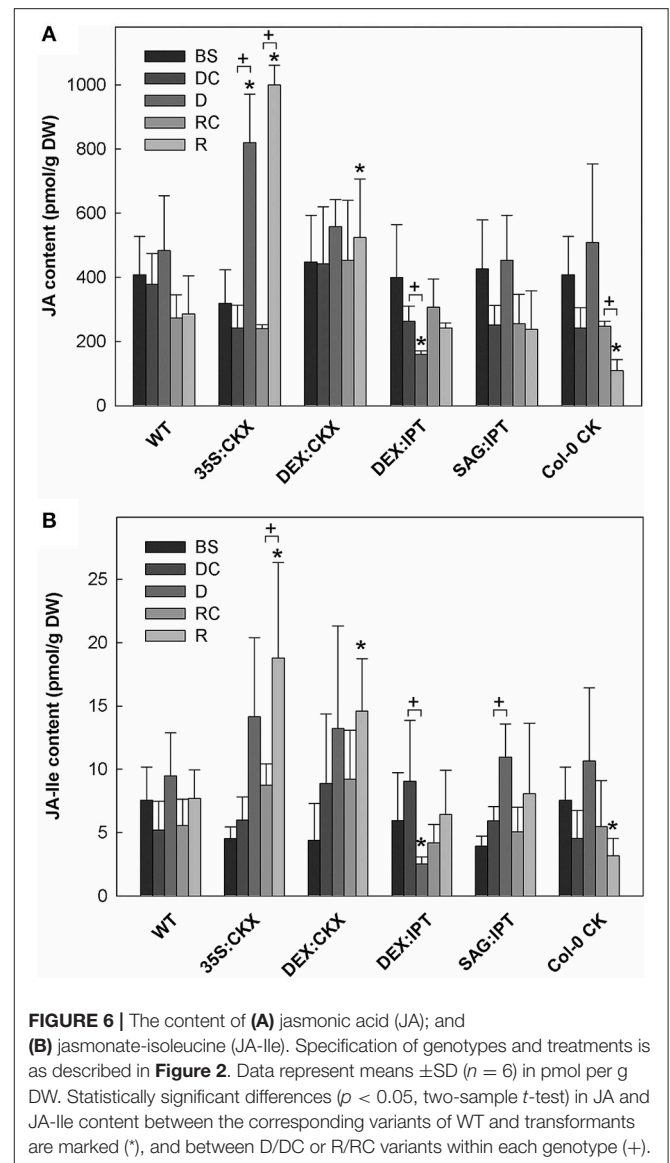 A
BS
DC
D
RC
R
+
*
+
*
*
+
*
+
*
JA content (pmol/g DW)
1000
800
600
400
200
0
WT
35S:CKX
DEX:CKX
DEX:IPT
SAG:IPT
Col-0 CK
B
BS
DC
D
RC
R
+
*
*
+
*
+
*
JA-Ile content (pmol/g DW)
25
20
15
10
5
0
WT
35S:CKX
DEX:CKX
DEX:IPT
SAG:IPT
Col-0 CK
FIGURE 6 | The content of (A) jasmonic acid (JA); and
(B) jasmonate-isoleucine (JA-Ile). Specification of genotypes and treatments is
as described in Figure 2. Data represent means ±SD (n = 6) in pmol per g
DW. Statistically significant differences (p < 0.05, two-sample t-test) in JA and
JA-Ile content between the corresponding variants of WT and transformants
are marked (*), and between D/DC or R/RC variants within each genotype (+).